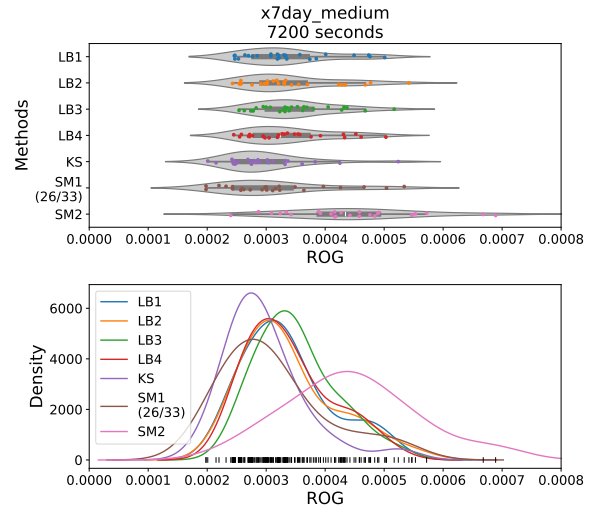 x7day_medium
7200 seconds
Methods
LB1
LB2
LB3
LB4
KS
SM1
(26/33)
SM2
0.0000 0.0001 0.0002 0.0003 0.0004 0.0005 0.0006 0.0007 0.0008
ROG
Density
6000
4000
2000
0
LB1
LB2
LB3
LB4
KS
SM1
(26/33)
SM2
0.0000 0.0001 0.0002 0.0003 0.0004 0.0005 0.0006 0.0007 0.0008
ROG